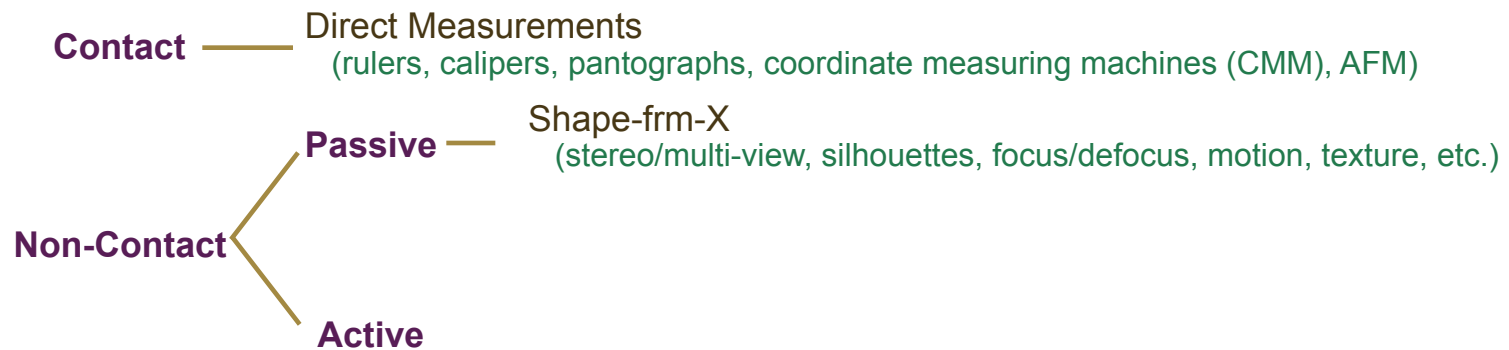 Contact
Direct Measurements
(rulers, calipers, pantographs, coordinate measuring machines (CMM), AFM)
Shape-frm-X
Passive
(stereo/multi-view, silhouettes, focus/defocus, motion, texture, etc.)
Non-Contact
Active